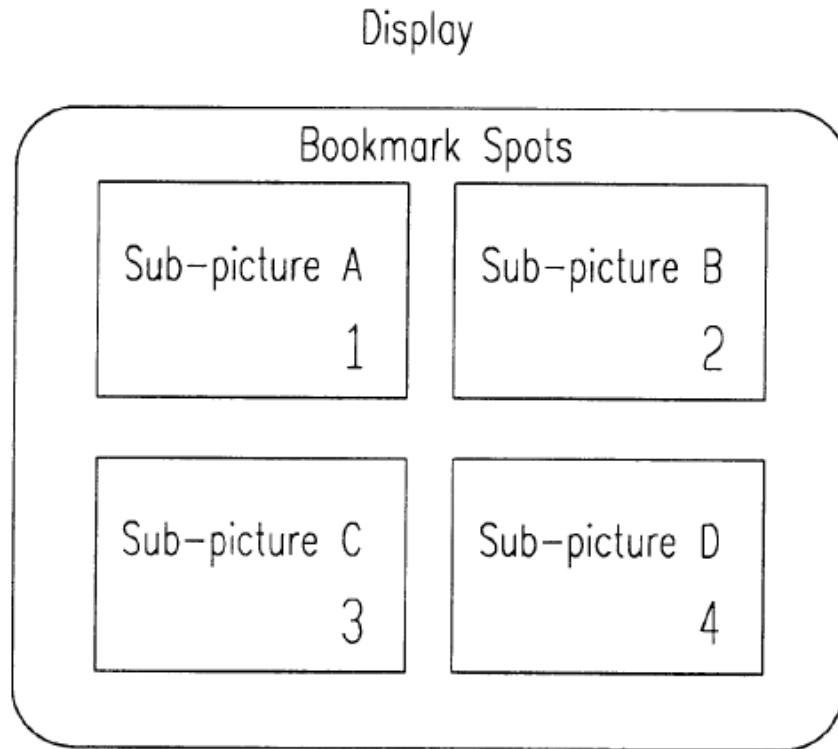 Display
Bookmark Spots
Sub-picture A
1
Sub-picture B
2
Sub-picture C
3
Sub-picture D
4